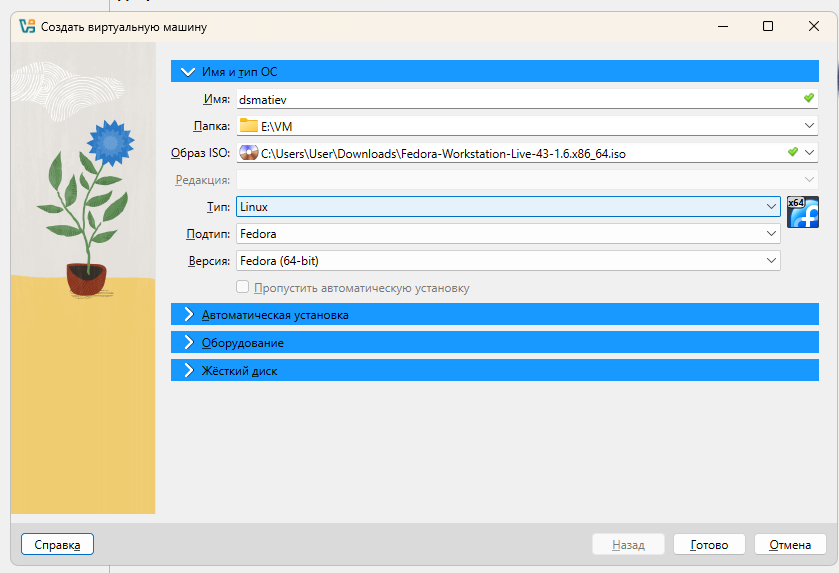 Создать виртуальную машину
Имя и тип ОС
Имя: dsmatiev
Папка: E:\VM
Образ ISO: C:\Users\User\Downloads\Fedora-Workstation-Live-43-1.6.x86_64.iso
Редакция:
Тип: Linux
x64
Подтип: Fedora
Версия: Fedora (64-bit)
Пропустить автоматическую установку
Автоматическая установка
Оборудование
Жёсткий диск
Справка
Назад
Готово
Отмена